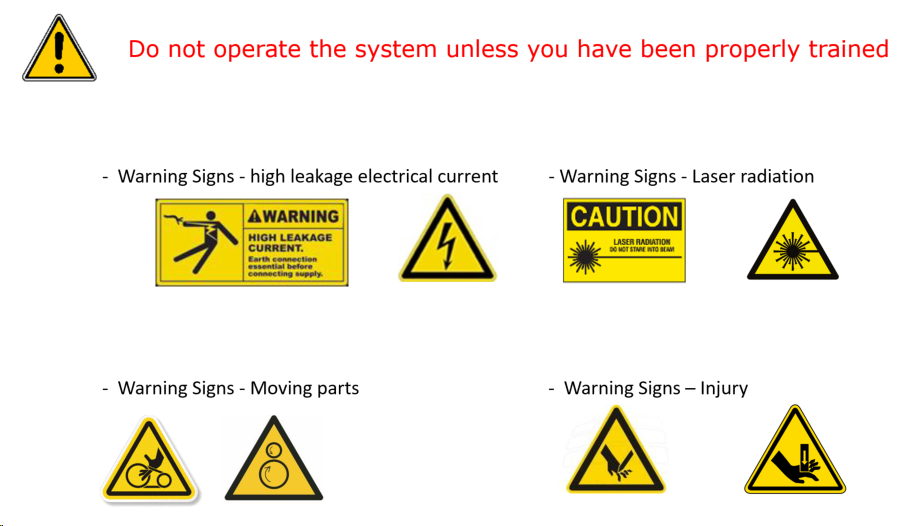 Do not operate the system unless you have been properly trained
- Warning Signs - high leakage electrical current
- Warning Signs - Laser radiation
WARNING
HIGH LEAKAGE
CURRENT.
Earth connection
essential before
connecting supply.
CAUTION
LASER RADIATION
DO NOT STARE INTO BEAM
- Warning Signs - Moving parts
- Warning Signs – Injury